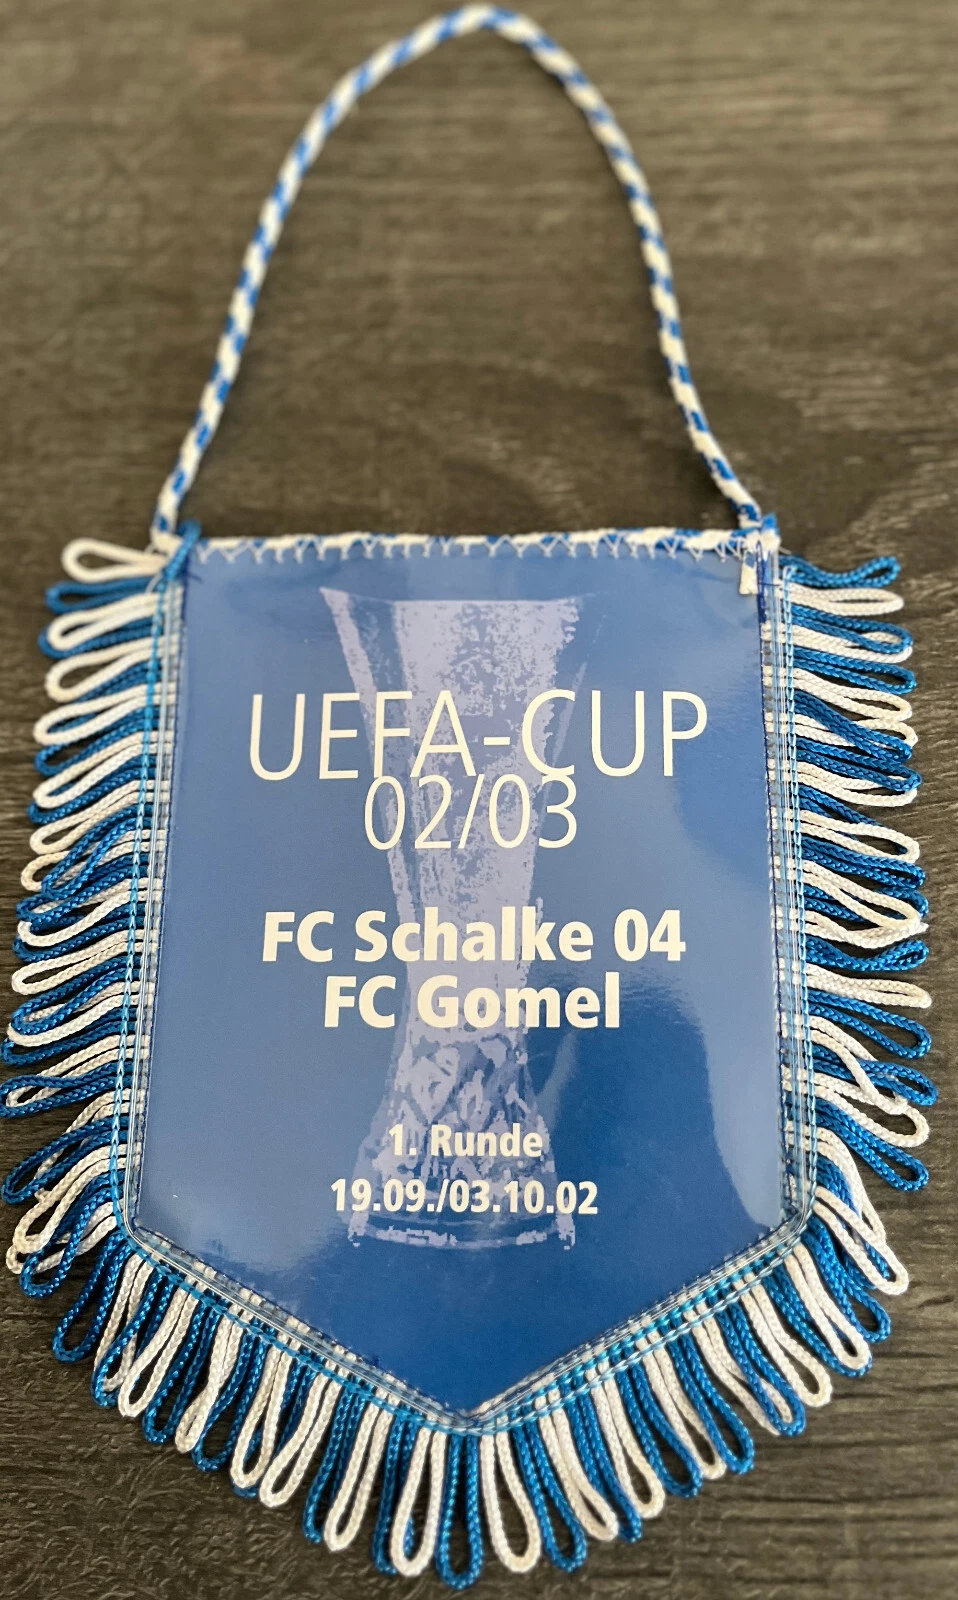 UEFA-CUP
02/03
FC Schalke 04
FC Gomel
1. Runde
19.09./03.10.02